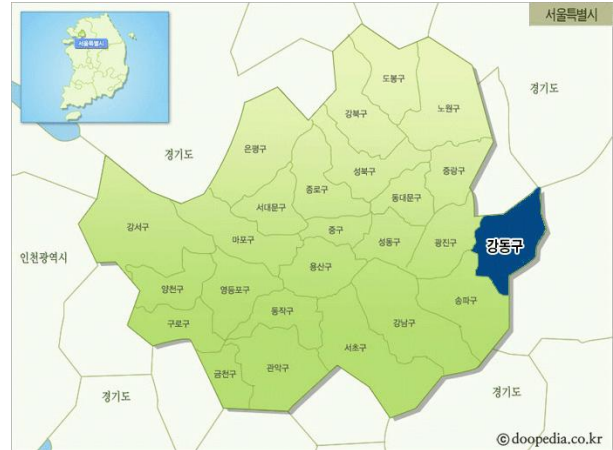 서울특별시
서울특별시
도봉구
노원구
경기도
강북구
은평구
경기도
성북구
중랑구
종로구
동대문구
서대문구
강서구
마포구
중구
성동구
광진구
강동구
인천광역시
용산구
양천구
영등포구
송파구
동작구
구로구
강남구
서초구
관악구
금천구
경기도
경기도
©doopedia.co.kr